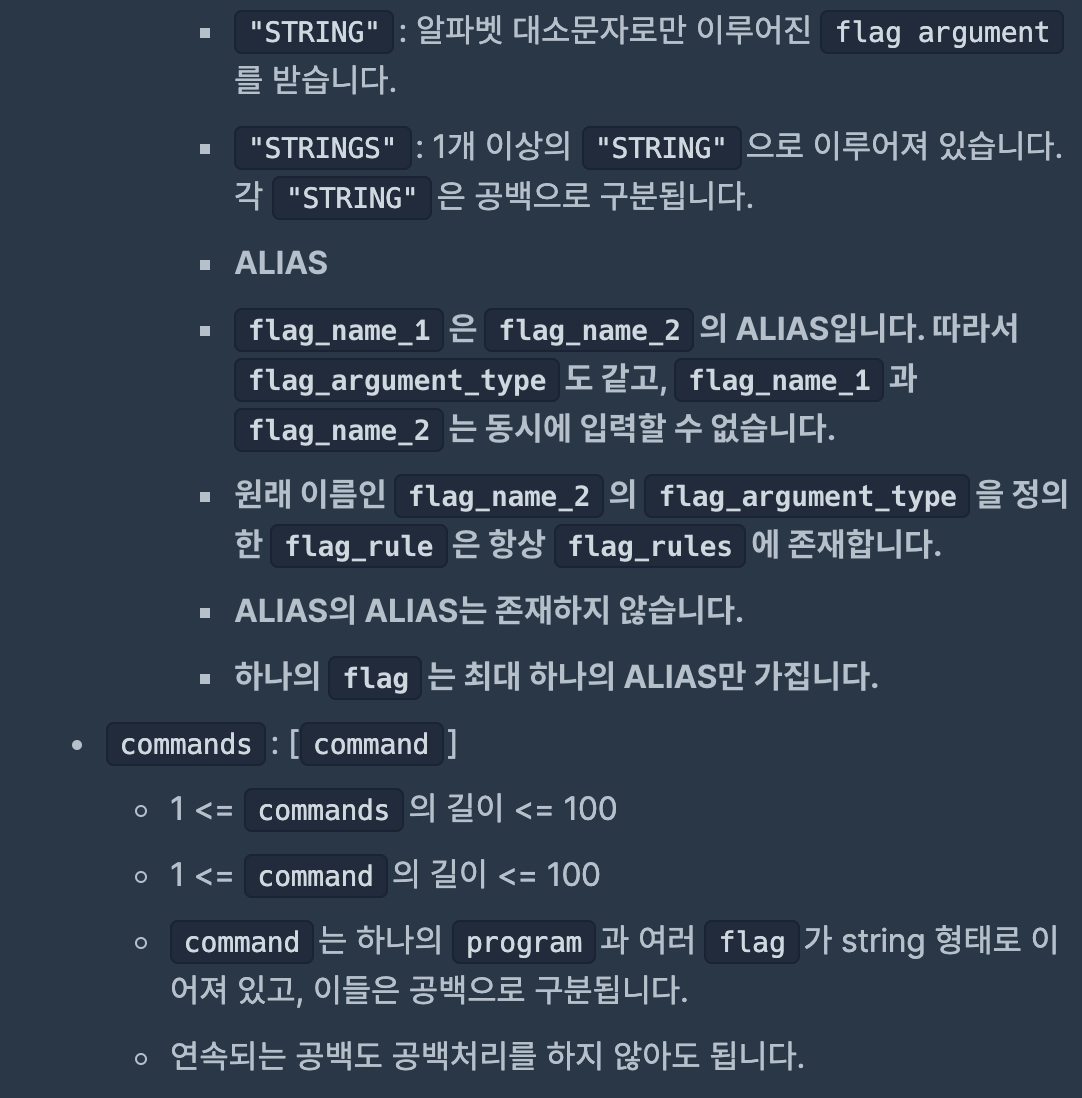 "STRING" : 알파벳 대소문자로만 이루어진 flag argument
를 받습니다.
"STRINGS" : 1개 이상의 "STRING" 으로 이루어져 있습니다.
각 "STRING" 은 공백으로 구분됩니다.
ALIAS
flag_name_1 은 flag_name_2 의 ALIAS입니다. 따라서
flag_argument_type 도 같고, flag_name_1 과
flag_name_2 는 동시에 입력할 수 없습니다.
원래 이름인 flag_name_2 의 flag_argument_type 을 정의
한 flag_rule 은 항상 flag_rules 에 존재합니다.
ALIAS의 ALIAS는 존재하지 않습니다.
하나의 flag 는 최대 하나의 ALIAS만 가집니다.
commands : [ command ]
1 <= commands 의 길이 <= 100
1 <= command 의 길이 <= 100
command 는 하나의 program 과 여러 flag 가 string 형태로 이
어져 있고, 이들은 공백으로 구분됩니다.
연속되는 공백도 공백처리를 하지 않아도 됩니다.